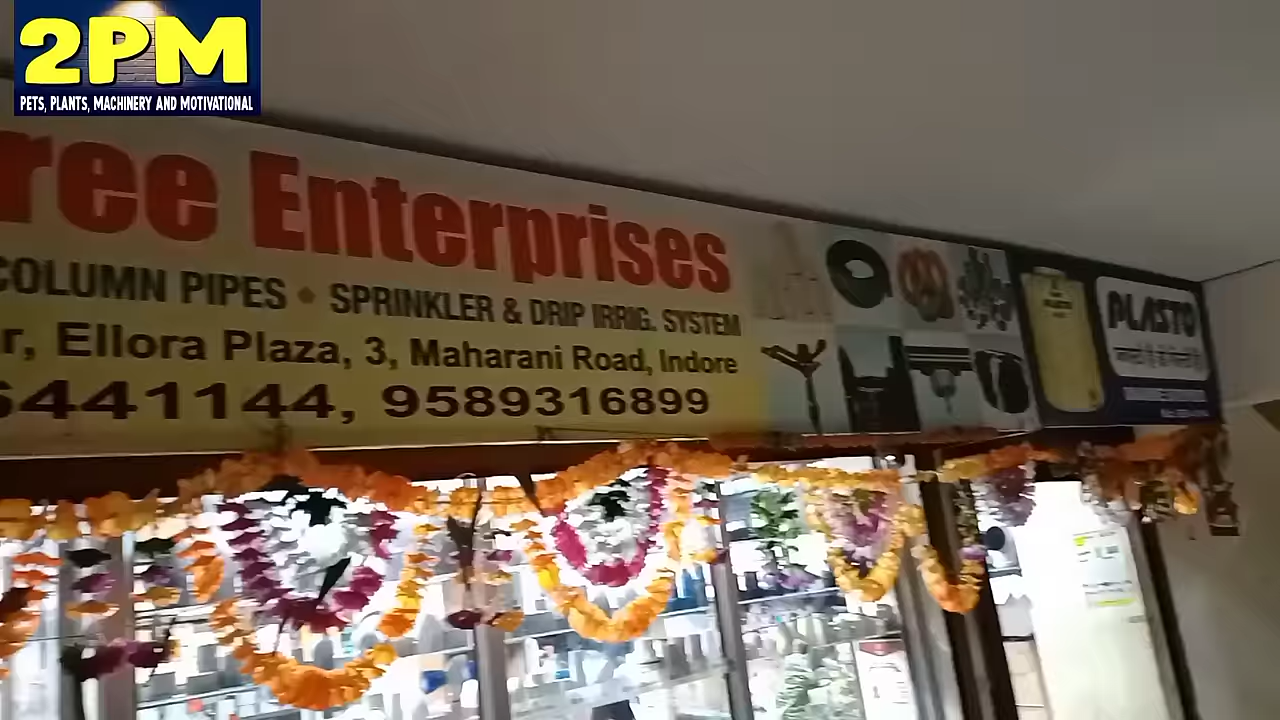 2PM
PETS, PLANTS, MACHINERY AND MOTIVATIONAL
ree Enterprises
COLUMN PIPES • SPRINKLER & DRIP IRRIG. SYSTEM
r, Ellora Plaza, 3, Maharani Road, Indore
6441144, 9589316899
PLASTO